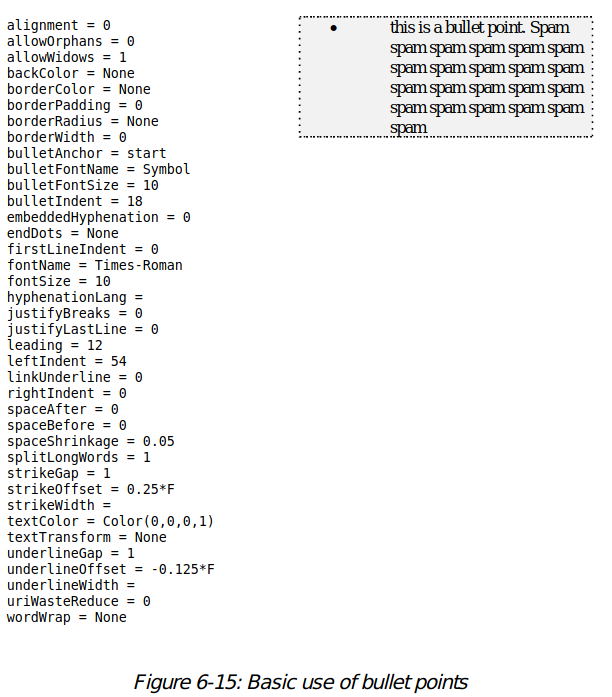 alignment = 0
allowOrphans = 0
allowWidows = 1
backColor = None
borderColor = None
borderPadding = 0
borderRadius = None
borderWidth = 0
bulletAnchor = start
bulletFontName = Symbol
bulletFontSize = 10
bulletIndent = 18
embeddedHyphenation = 0
endDots = None
firstLineIndent = 0
fontName = Times-Roman
fontSize = 10
hyphenationLang =
justifyBreaks = 0
justifyLastLine = 0
leading = 12
leftIndent = 54
linkUnderline = 0
rightIndent = 0
spaceAfter = 0
spaceBefore = 0
spaceShrinkage = 0.05
splitLongWords = 1
strikeGap = 1
strikeOffset = 0.25*F
strikeWidth =
textColor = Color(0,0,0,1)
textTransform = None
underlineGap = 1
underlineOffset = -0.125*F
underlineWidth =
uriWasteReduce = 0
wordWrap = None
• this is a bullet point. Spam
spam spam spam spam spam
spam spam spam spam spam
spam spam spam spam spam
spam spam spam spam spam
spam
Figure 6-15: Basic use of bullet points